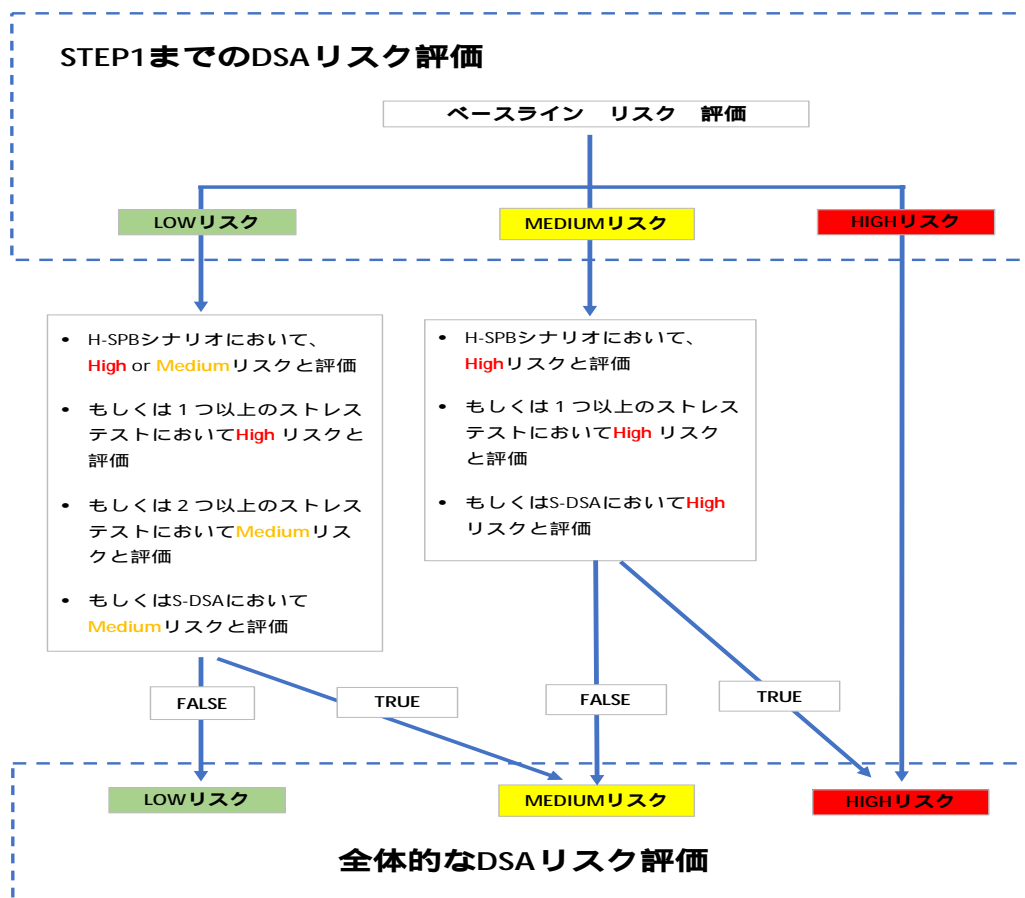 STEP1までのDSAリスク評価
ベースライン　リスク　評価
LOWリスク
MEDIUMリスク
HIGHリスク
• H-SPBシナリオにおいて、
High or Mediumリスクと評価
• もしくは１つ以上のストレス
テストにおいてHigh リスクと
評価
• もしくは２つ以上のストレス
テストにおいてMediumリス
クと評価
• もしくはS-DSAにおいて
Mediumリスクと評価
• H-SPBシナリオにおいて、
Highリスクと評価
• もしくは１つ以上のストレス
テストにおいてHigh リスク
と評価
• もしくはS-DSAにおいてHigh
リスクと評価
FALSE
TRUE
FALSE
TRUE
LOWリスク
MEDIUMリスク
HIGHリスク
全体的なDSAリスク評価